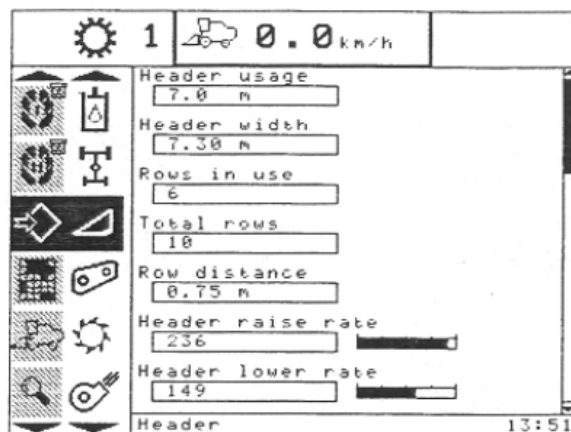 1 0.0 km/h
Header usage
7.0 m
Header width
7.30 m
Rows in use
6
Total rows
10
Row distance
0.75 m
Header raise rate
236
Header lower rate
149
Header 13:51